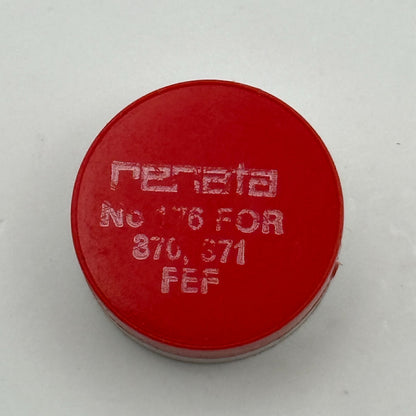 renata
No 176 FOR
370, 371
FEF